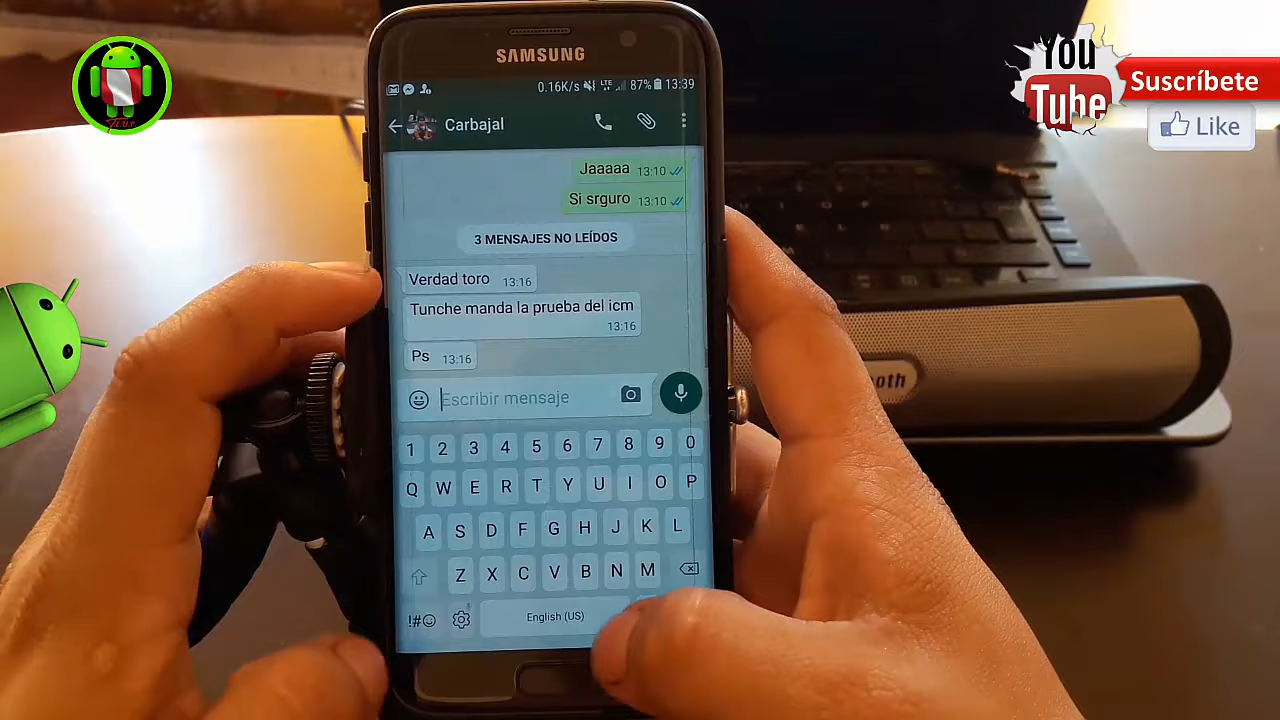 SAMSUNG
0.16K/s LTE 87% 13:39
Carbajal
Jaaaaa 13:10
Si srguro 13:10
3 MENSAJES NO LEÍDOS
Verdad toro 13:16
Tunche manda la prueba del icm
13:16
Ps 13:16
Escribir mensaje
1 2 3 4 5 6 7 8 9 0
Q W E R T Y U I O P
A S D F G H J K L
Z X C V B N M
!#☺ English (US)
You
Tube
Suscríbete
Like
ooth